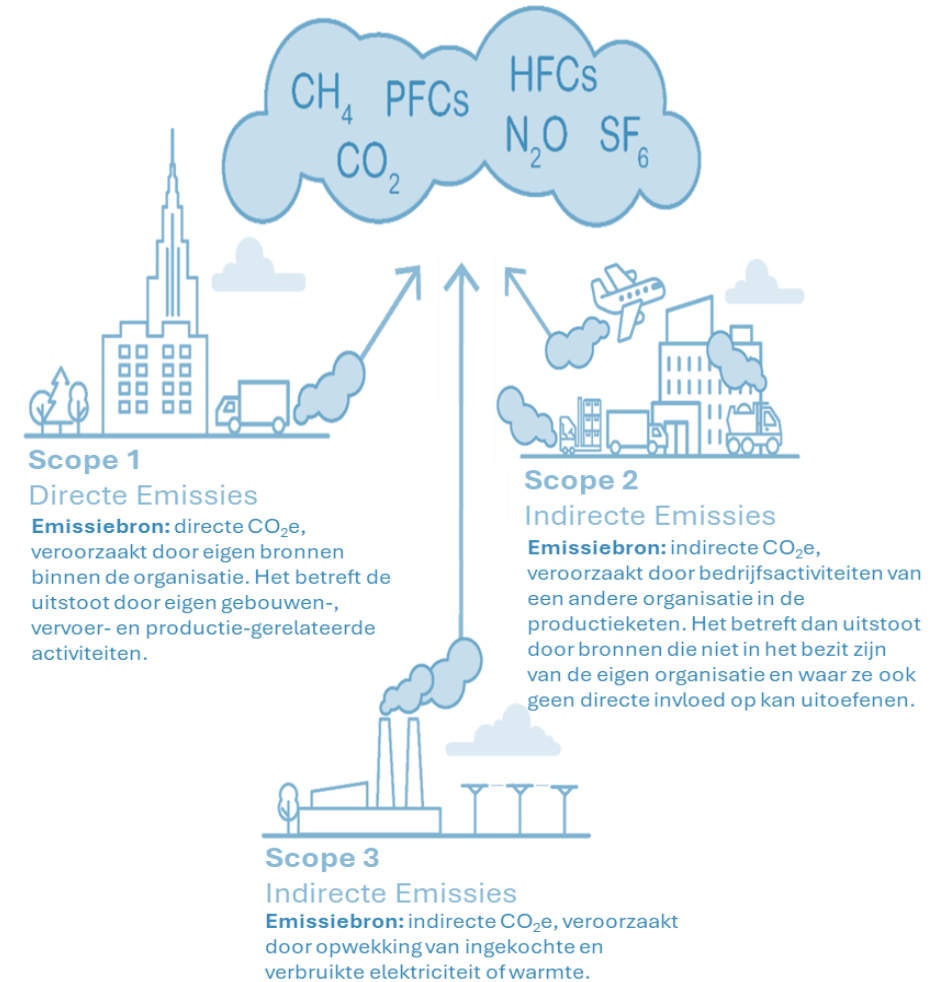 CH₄ PFCs HFCs
CO₂ N₂O SF₆
Scope 1
Directe Emissies
Emissiebron: directe CO₂e,
veroorzaakt door eigen bronnen
binnen de organisatie. Het betreft de
uitstoot door eigen gebouwen-,
vervoer- en productie-gerelateerde
activiteiten.
Scope 2
Indirecte Emissies
Emissiebron: indirecte CO₂e,
veroorzaakt door bedrijfsactiviteiten van
een andere organisatie in de
productieketen. Het betreft dan uitstoot
door bronnen die niet in het bezit zijn
van de eigen organisatie en waar ze ook
geen directe invloed op kan uitoefenen.
Scope 3
Indirecte Emissies
Emissiebron: indirecte CO₂e, veroorzaakt
door opwekking van ingekochte en
verbruikte elektriciteit of warmte.